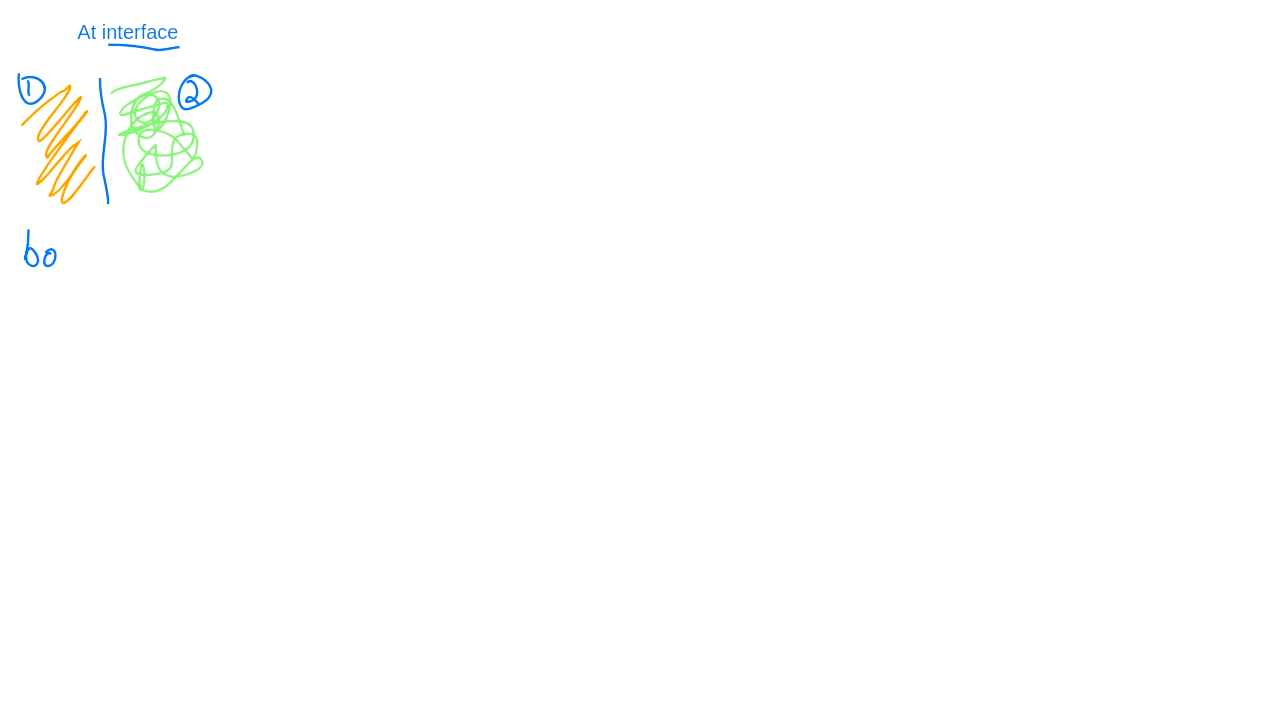 At interface
① ②
bo